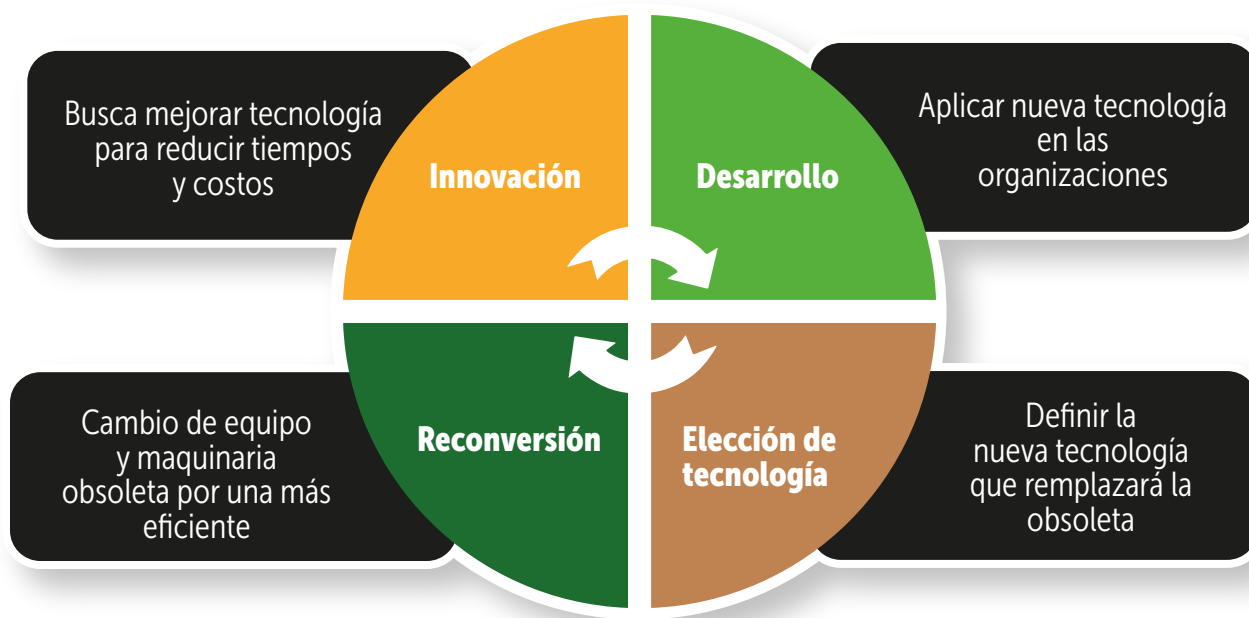 Busca mejorar tecnología
para reducir tiempos
y costos
Innovación
Desarrollo
Aplicar nueva tecnología
en las
organizaciones
Cambio de equipo
y maquinaria
obsoleta por una más
eficiente
Reconversión
Elección de
tecnología
Definir la
nueva tecnología
que remplazará la
obsoleta